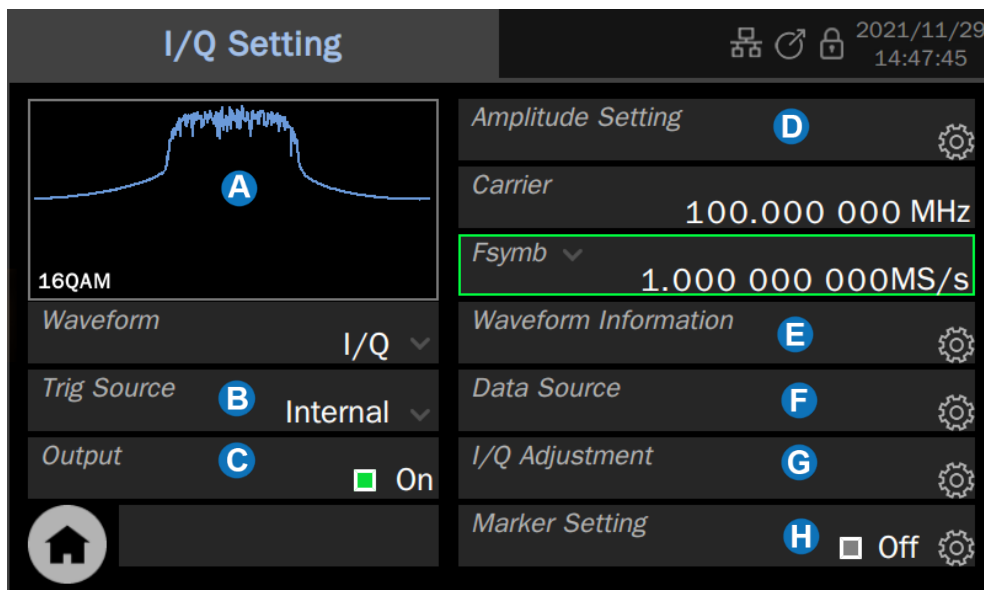 I/Q Setting
2021/11/29
14:47:45
A
16QAM
Waveform
I/Q
Trig Source
B
Internal
Output
C
On
Amplitude Setting
D
Carrier
100.000 000 MHz
Fsymb
1.000 000 000MS/s
Waveform Information
E
Data Source
F
I/Q Adjustment
G
Marker Setting
H
Off